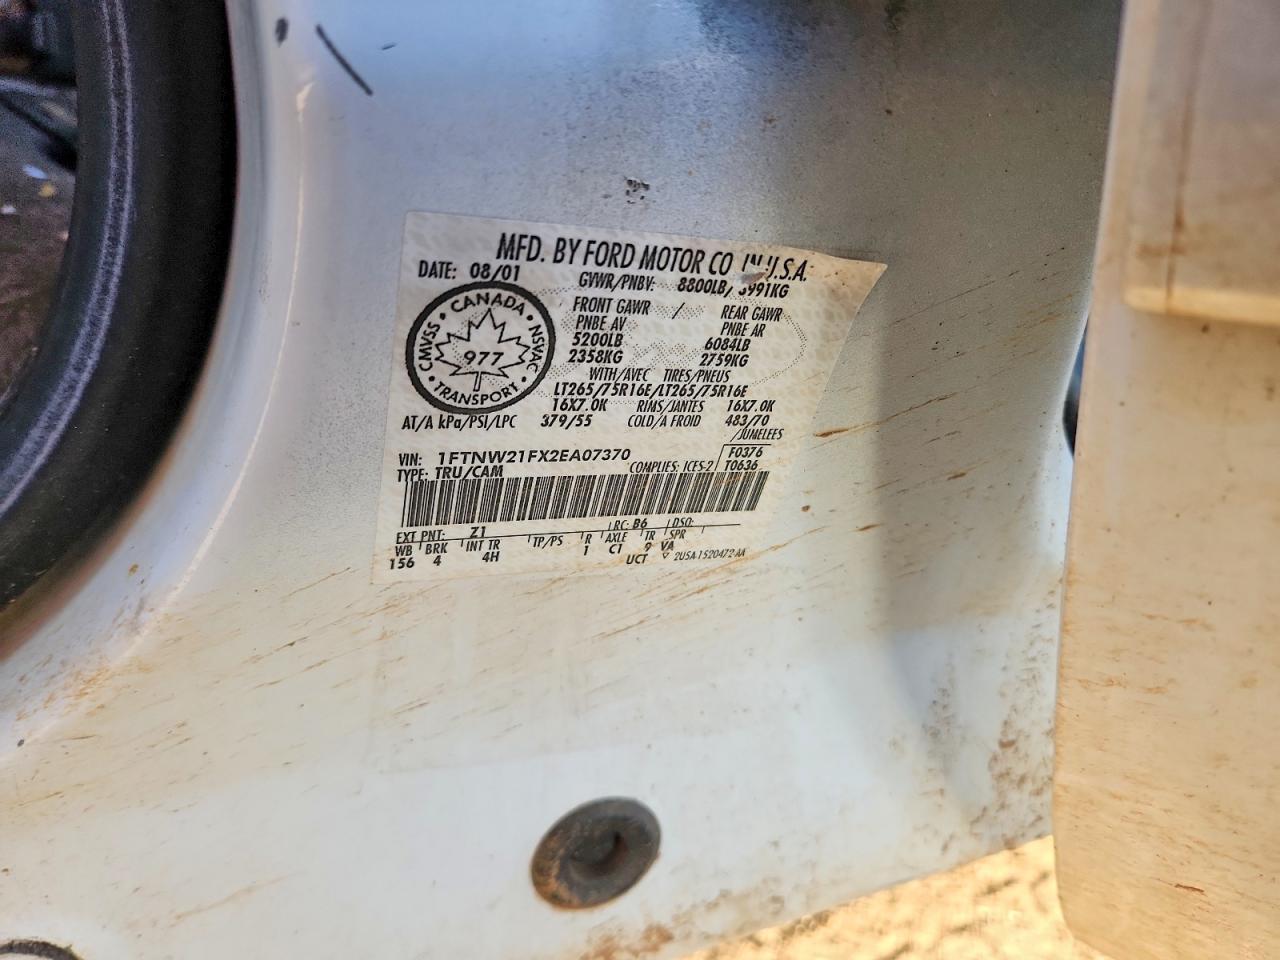 MFD. BY FORD MOTOR CO. IN U.S.A.
DATE: 08/01 GVWR/PNBV: 8800LB/3991KG
CANADA
CMVSS 977 NSVAC
TRANSPORT
FRONT GAWR / REAR GAWR
PNBE AV PNBE AR
5200LB 6084LB
2358KG 2759KG
WITH/AVEC TIRES/PNEUS
LT265/75R16E/LT265/75R16E
16X7.0K RIMS/JANTES 16X7.0K
AT/A kPa/PSI/LPC 379/55 COLD/A FROID 483/70
/JUMELEES
VIN: 1FTNW21FX2EA07370 F0376
TYPE: TRU/CAM COMPLIES: ICES-2 T0636
EXT PNT: Z1 RC: B6 DSO:
WB BRK INT TR TP/PS R AXLE TR SPR
156 4 4H 1 C1 9 VA
UCT ▽ 2U5A-1520472-AA